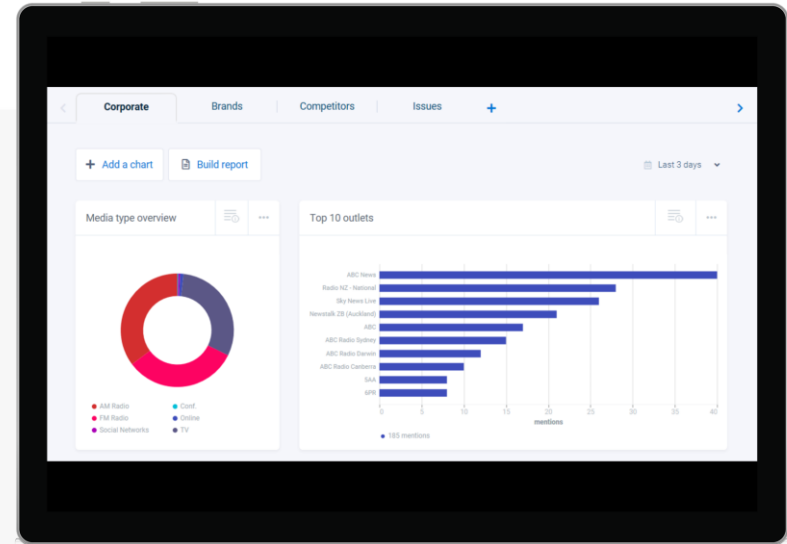 Corporate
Brands
Competitors
Issues
+
+ Add a chart
Build report
Last 3 days
Media type overview
...
Top 10 outlets
...
AM Radio
FM Radio
Social Networks
Conf.
Online
TV
ABC News
Radio NZ - National
Sky News Live
Newstalk ZB (Auckland)
ABC
ABC Radio Sydney
ABC Radio Darwin
ABC Radio Canberra
5AA
6PR
0 5 10 15 20 25 30 35 40
mentions
185 mentions